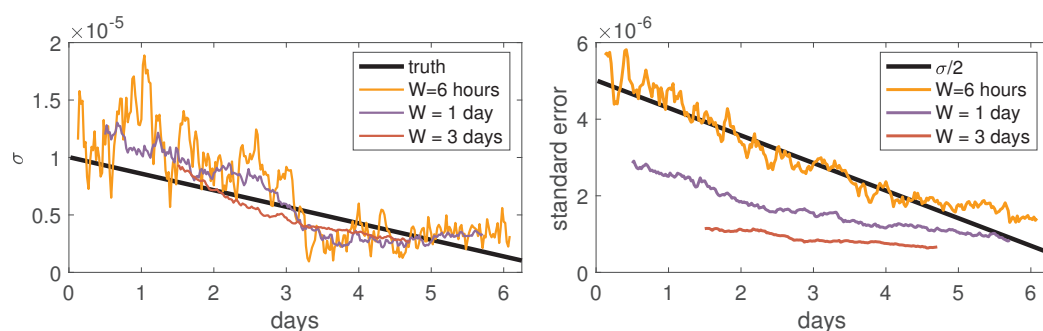 ×10⁻⁵
2
1.5
1
0.5
0
σ
0 1 2 3 4 5 6
days
truth
W=6 hours
W = 1 day
W = 3 days
×10⁻⁶
6
4
2
0
standard error
0 1 2 3 4 5 6
days
σ/2
W=6 hours
W = 1 day
W = 3 days